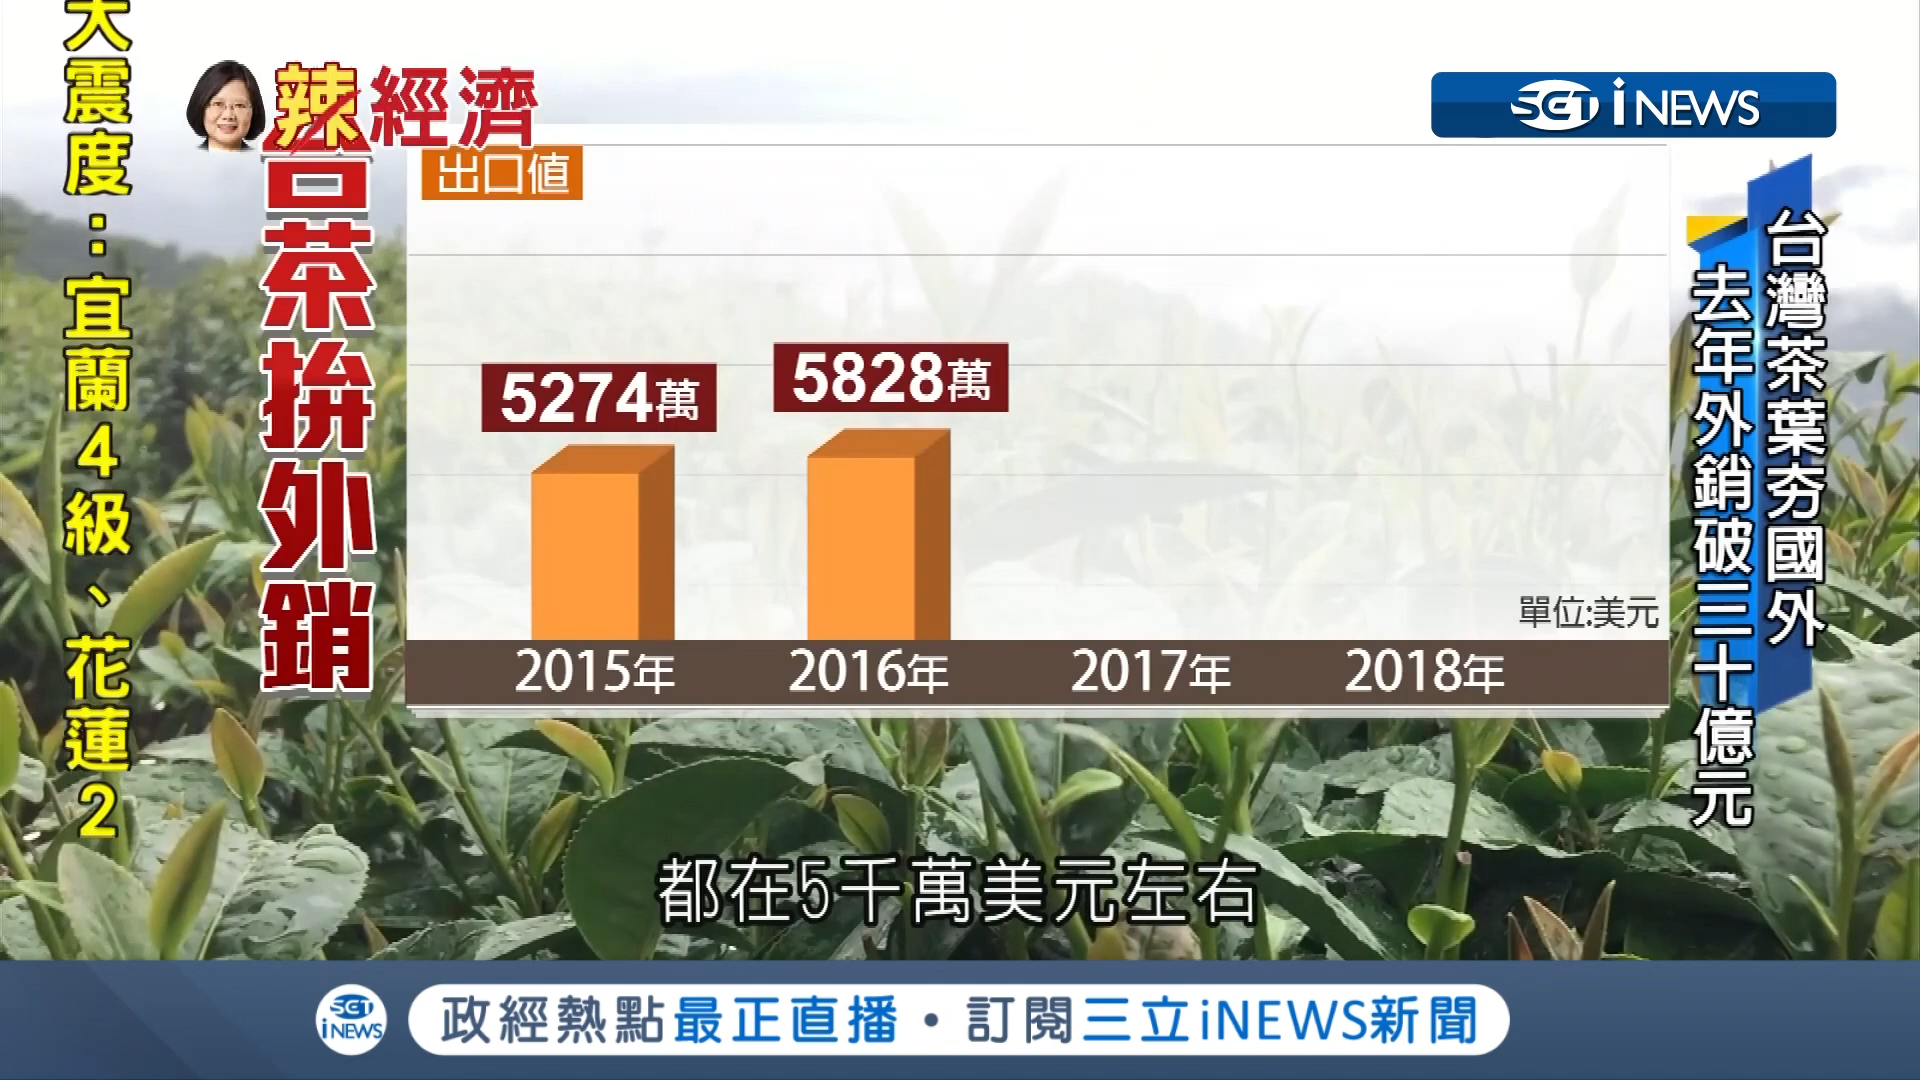 大震度：宜蘭4級、花蓮2
辣經濟
台茶拚外銷
SET iNEWS
出口值
5274萬
5828萬
單位:美元
2015年
2016年
2017年
2018年
台灣茶葉夯國外
去年外銷破三十億元
都在5千萬美元左右
SET iNEWS
政經熱點最正直播・訂閱三立iNEWS新聞